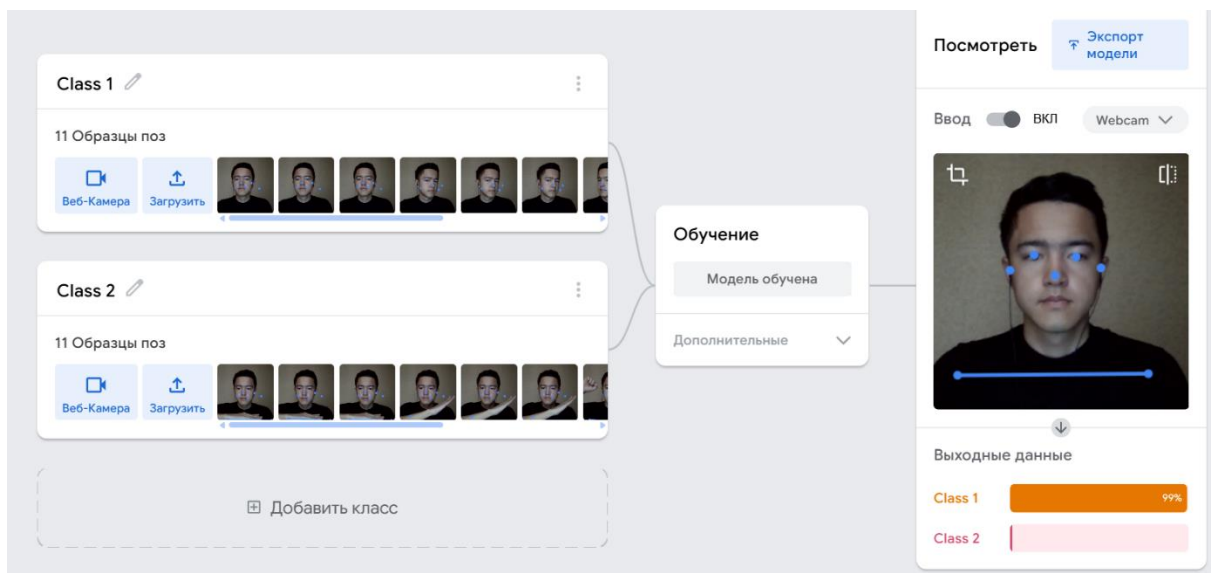 Class 1
11 Образцы поз
Веб-Камера
Загрузить
Class 2
11 Образцы поз
Веб-Камера
Загрузить
Добавить класс
Обучение
Модель обучена
Дополнительные
Посмотреть
Экспорт
модели
Ввод ВКЛ Webcam
Выходные данные
Class 1 99%
Class 2